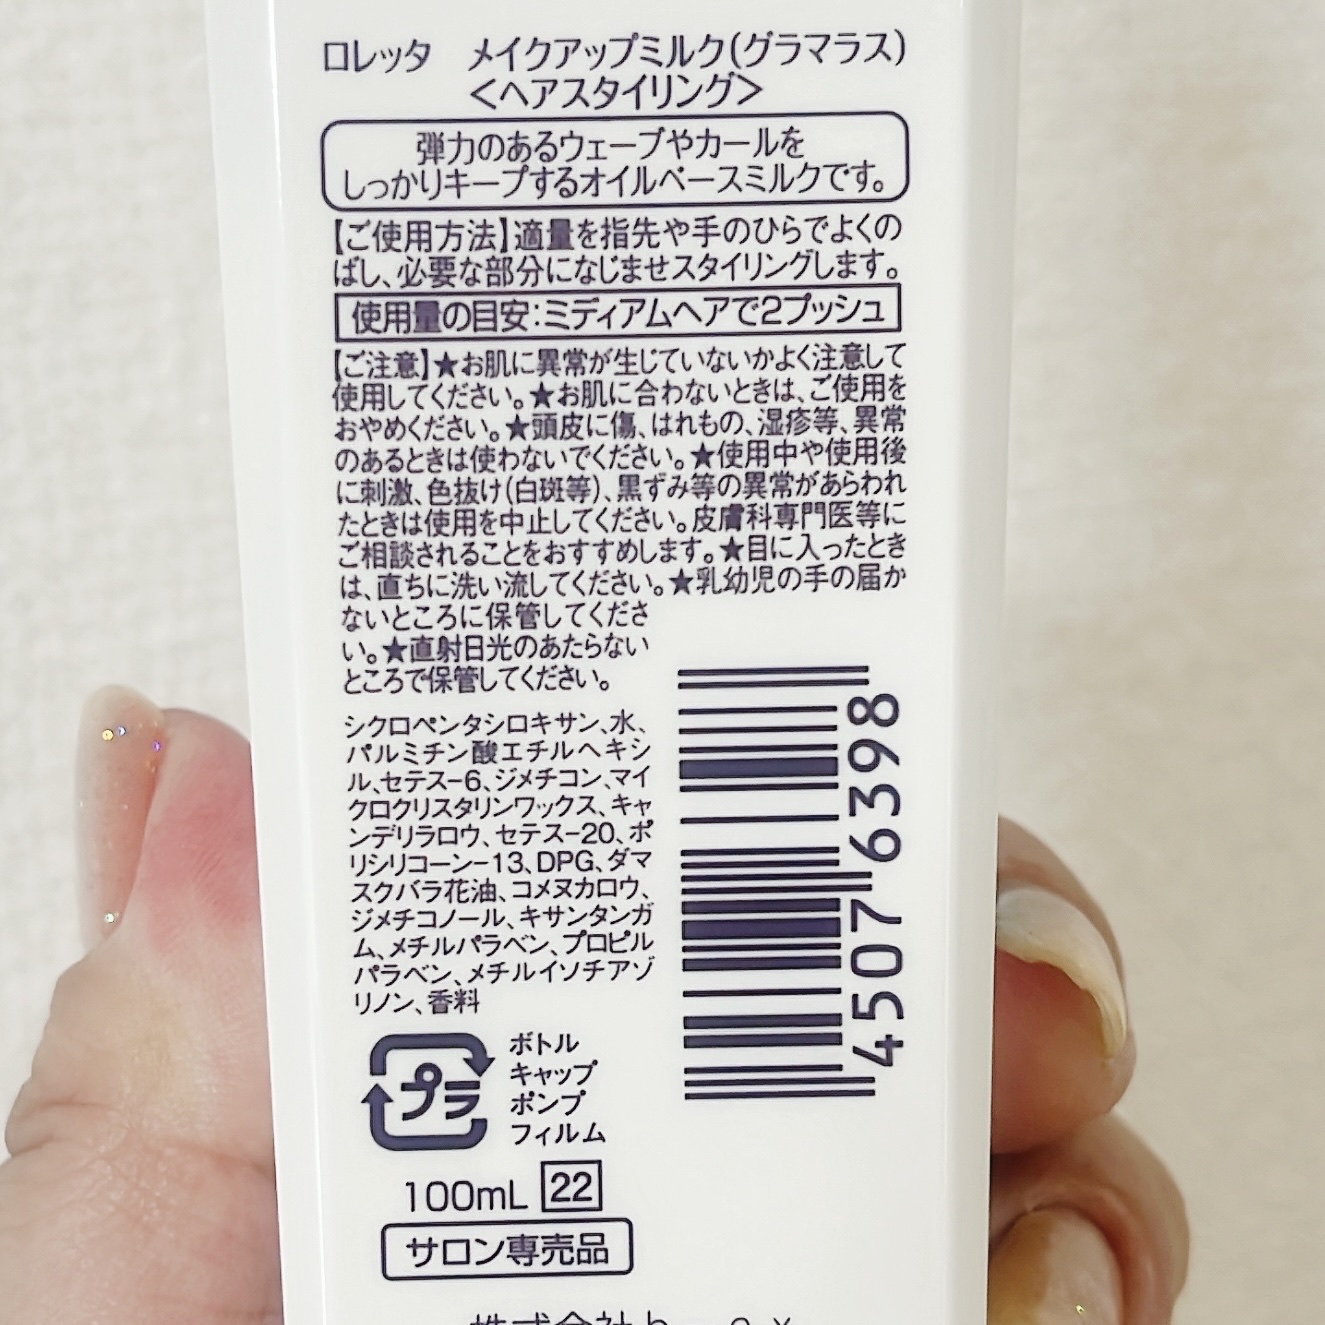 ロレッタ　メイクアップミルク(グラマラス)
<ヘアスタイリング>
弾力のあるウェーブやカールを
しっかりキープするオイルベースミルクです。
【ご使用方法】適量を指先や手のひらでよくの
ばし、必要な部分になじませスタイリングします。
使用量の目安:ミディアムヘアで2プッシュ
【ご注意】★お肌に異常が生じていないかよく注意して
使用してください。★お肌に合わないときは、ご使用を
おやめください。★頭皮に傷、はれもの、湿疹等、異常
のあるときは使わないでください。★使用中や使用後
に刺激、色抜け(白斑等)、黒ずみ等の異常があらわれ
たときは使用を中止してください。皮膚科専門医等に
ご相談されることをおすすめします。★目に入ったとき
は、直ちに洗い流してください。★乳幼児の手の届か
ないところに保管してくださ
い。★直射日光のあたらない
ところで保管してください。
シクロペンタシロキサン、水、
パルミチン酸エチルヘキシ
ル、セテス-6、ジメチコン、マイ
クロクリスタリンワックス、キャ
ンデリラロウ、セテス-20、ポ
リシリコーン-13、DPG、ダマ
スクバラ花油、コメヌカロウ、
ジメチコノール、キサンタンガ
ム、メチルパラベン、プロピル
パラベン、メチルイソチアゾ
リノン、香料
4507 6398
プラ
ボトル
キャップ
ポンプ
フィルム
100mL 22
サロン専売品